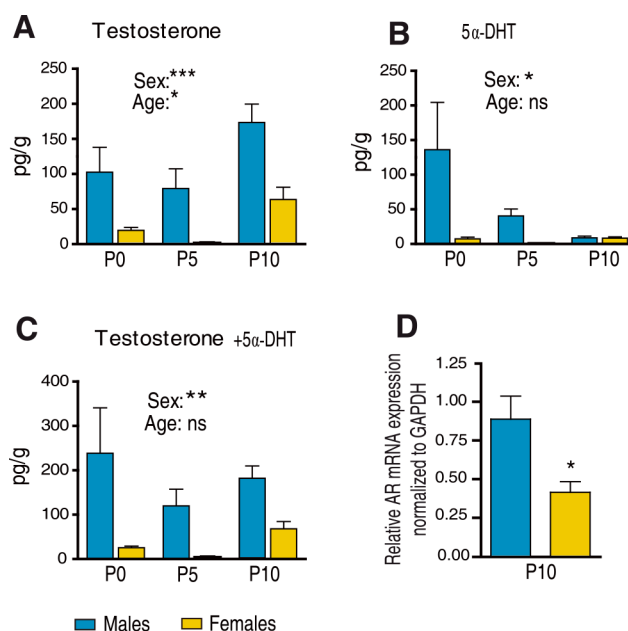 A
Testosterone
pg/g
250
200
150
100
50
0
Sex:***
Age:*
P0
P5
P10
B
5α-DHT
pg/g
250
200
150
100
50
0
Sex: *
Age: ns
P0
P5
P10
C
Testosterone +5α-DHT
pg/g
400
300
200
100
0
Sex:**
Age: ns
P0
P5
P10
D
Relative AR mRNA expression
normalized to GAPDH
1.25
1.00
0.75
0.50
0.25
0.00
*
P10
Males
Females